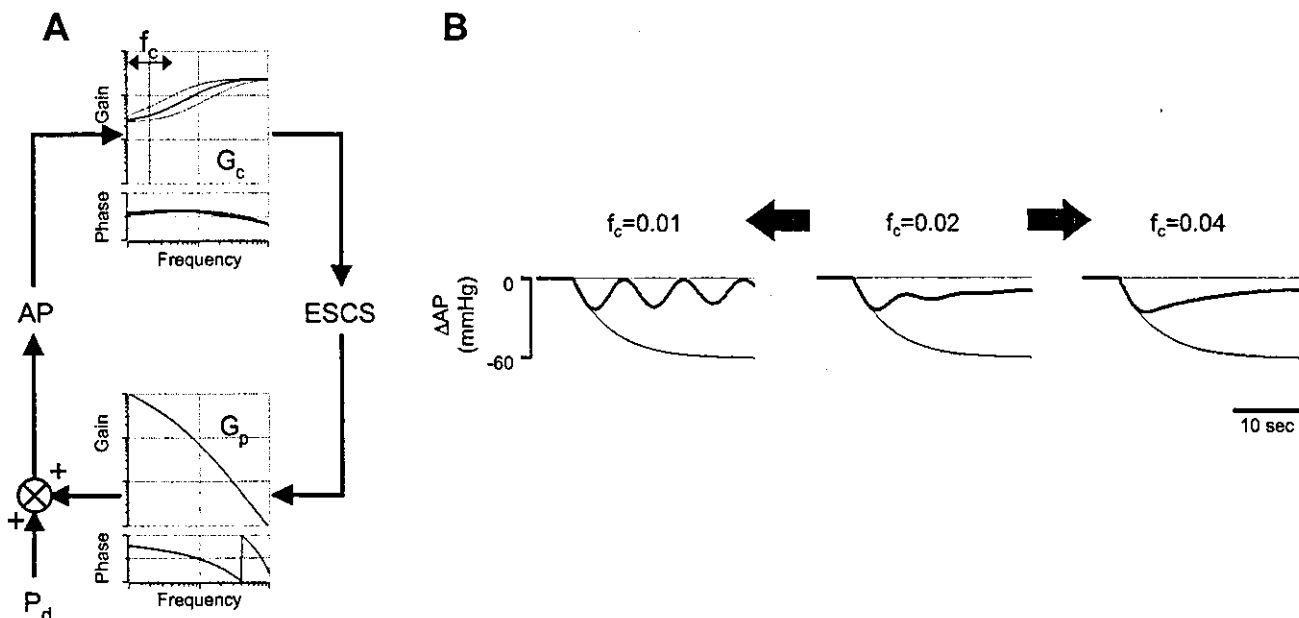 A
f_c
Gain
G_c
Phase
Frequency
AP
ESCS
Gain
G_p
+
+
Phase
Frequency
P_d
B
f_c=0.01
f_c=0.02
f_c=0.04
0
ΔAP
(mmHg)
-60
10 sec